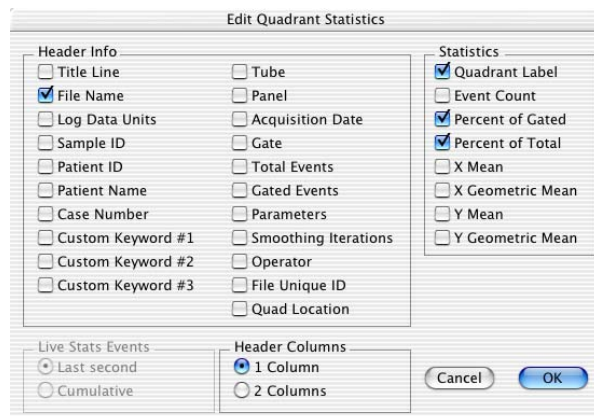 Edit Quadrant Statistics
Header Info
Title Line
File Name
Log Data Units
Sample ID
Patient ID
Patient Name
Case Number
Custom Keyword #1
Custom Keyword #2
Custom Keyword #3
Tube
Panel
Acquisition Date
Gate
Total Events
Gated Events
Parameters
Smoothing Iterations
Operator
File Unique ID
Quad Location
Statistics
Quadrant Label
Event Count
Percent of Gated
Percent of Total
X Mean
X Geometric Mean
Y Mean
Y Geometric Mean
Live Stats Events
Last second
Cumulative
Header Columns
1 Column
2 Columns
Cancel
OK